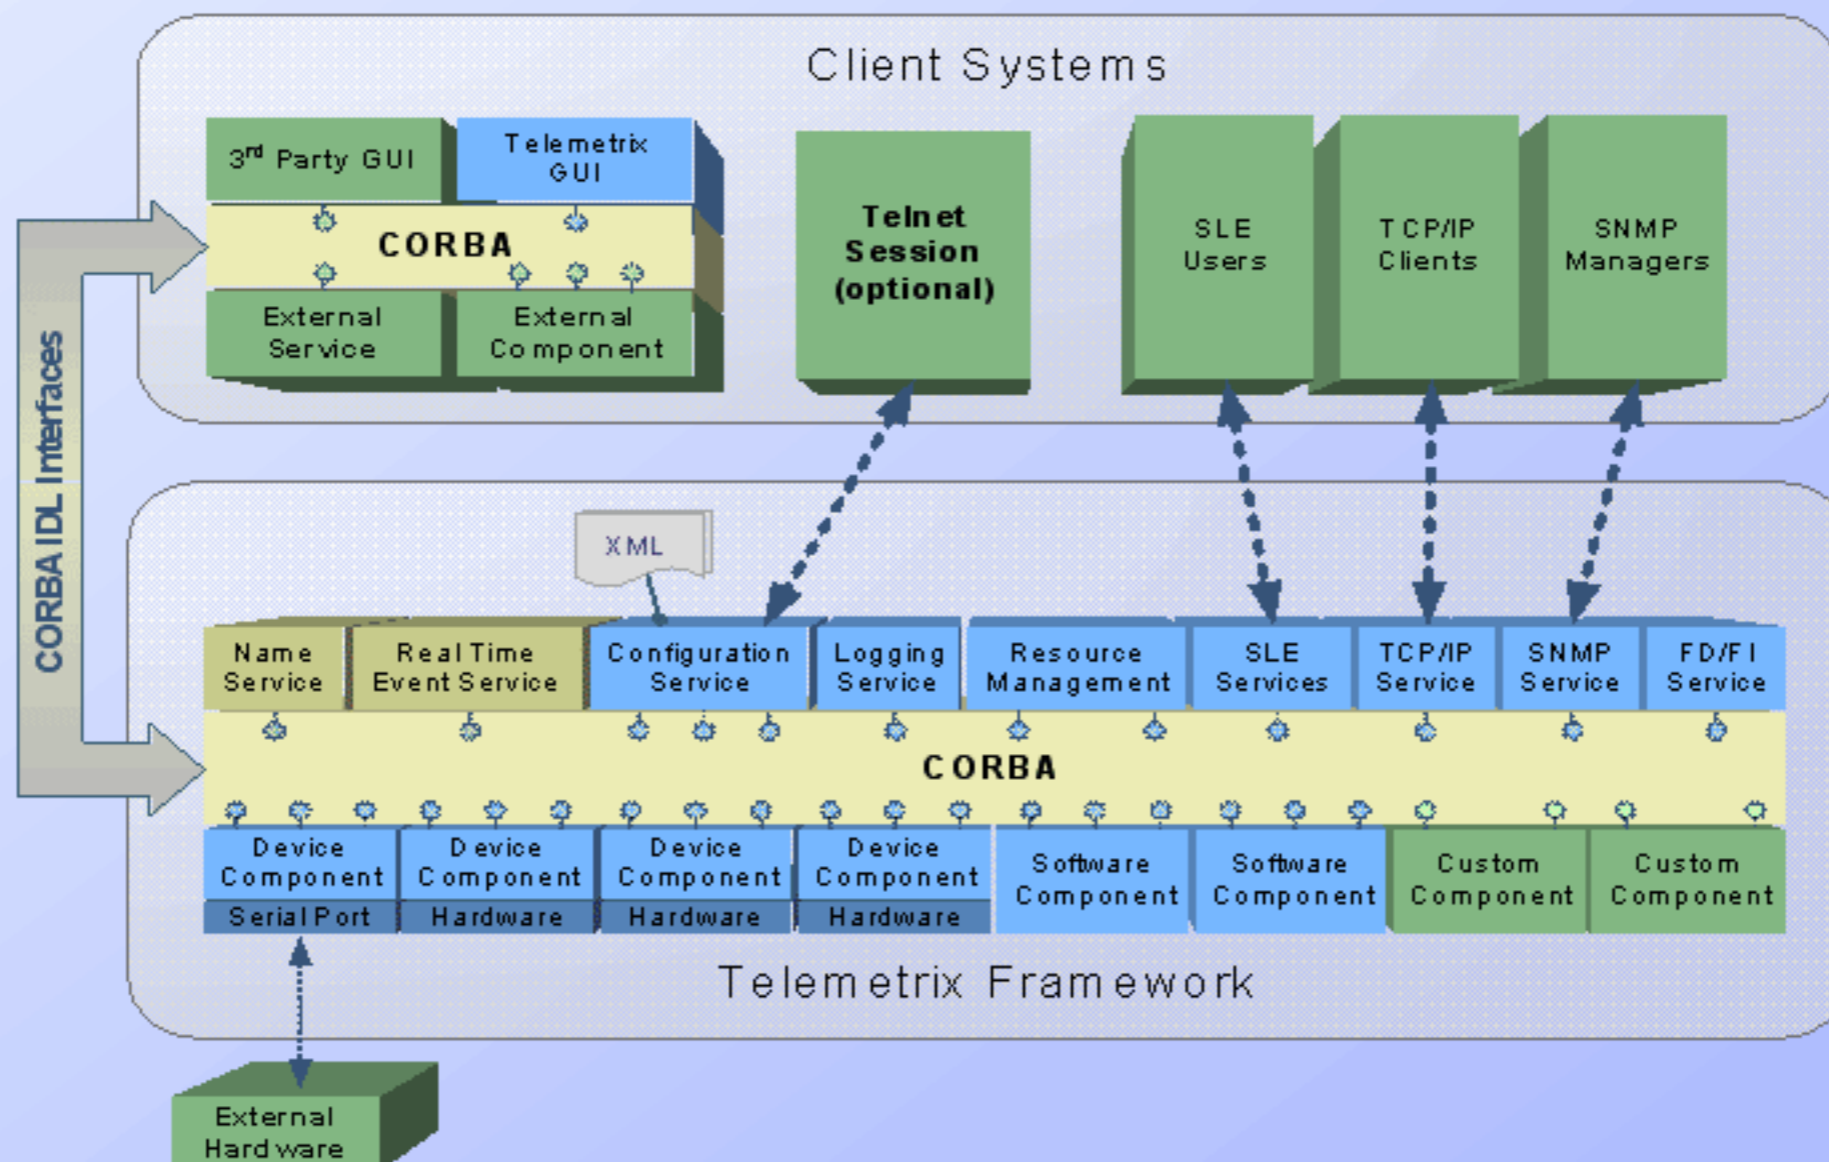 Client Systems
3rd Party GUI
Telemetrix
GUI
CORBA
External
Service
External
Component
Telnet
Session
(optional)
SLE
Users
TCP/IP
Clients
SNMP
Managers
CORBA IDL Interfaces
XML
Name
Service
Real Time
Event Service
Configuration
Service
Logging
Service
Resource
Management
SLE
Services
TCP/IP
Service
SNMP
Service
FD/FI
Service
CORBA
Device
Component
Serial Port
Device
Component
Hardware
Device
Component
Hardware
Device
Component
Hardware
Software
Component
Software
Component
Custom
Component
Custom
Component
Telemetrix Framework
External
Hardware